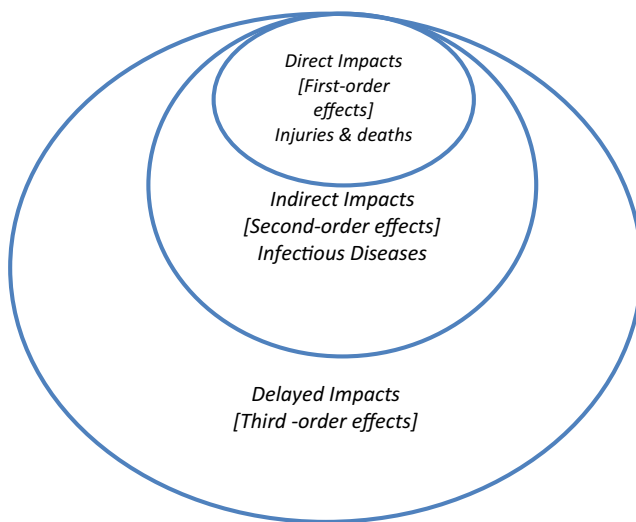 Direct Impacts
[First-order
effects]
Injuries & deaths
Indirect Impacts
[Second-order effects]
Infectious Diseases
Delayed Impacts
[Third -order effects]